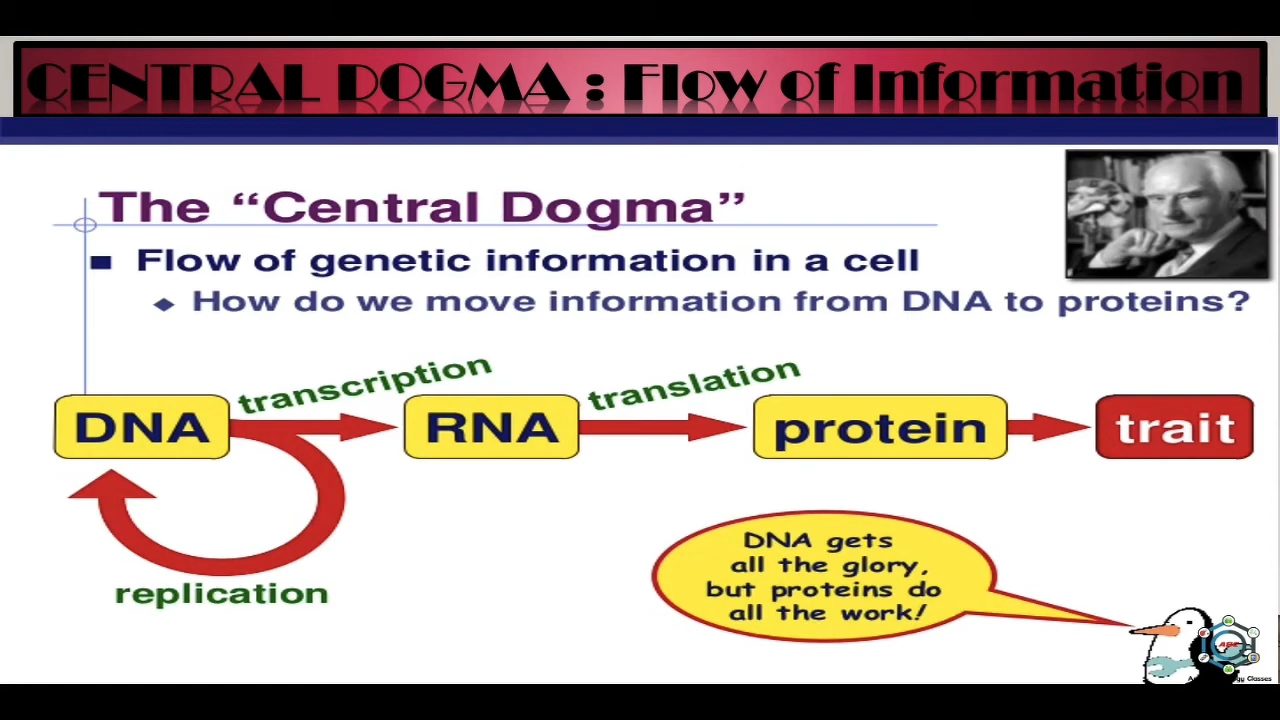 CENTRAL DOGMA : Flow of Information
The “Central Dogma”
Flow of genetic information in a cell
How do we move information from DNA to proteins?
transcription
translation
DNA
RNA
protein
trait
replication
DNA gets
all the glory,
but proteins do
all the work!
ABC
Classes